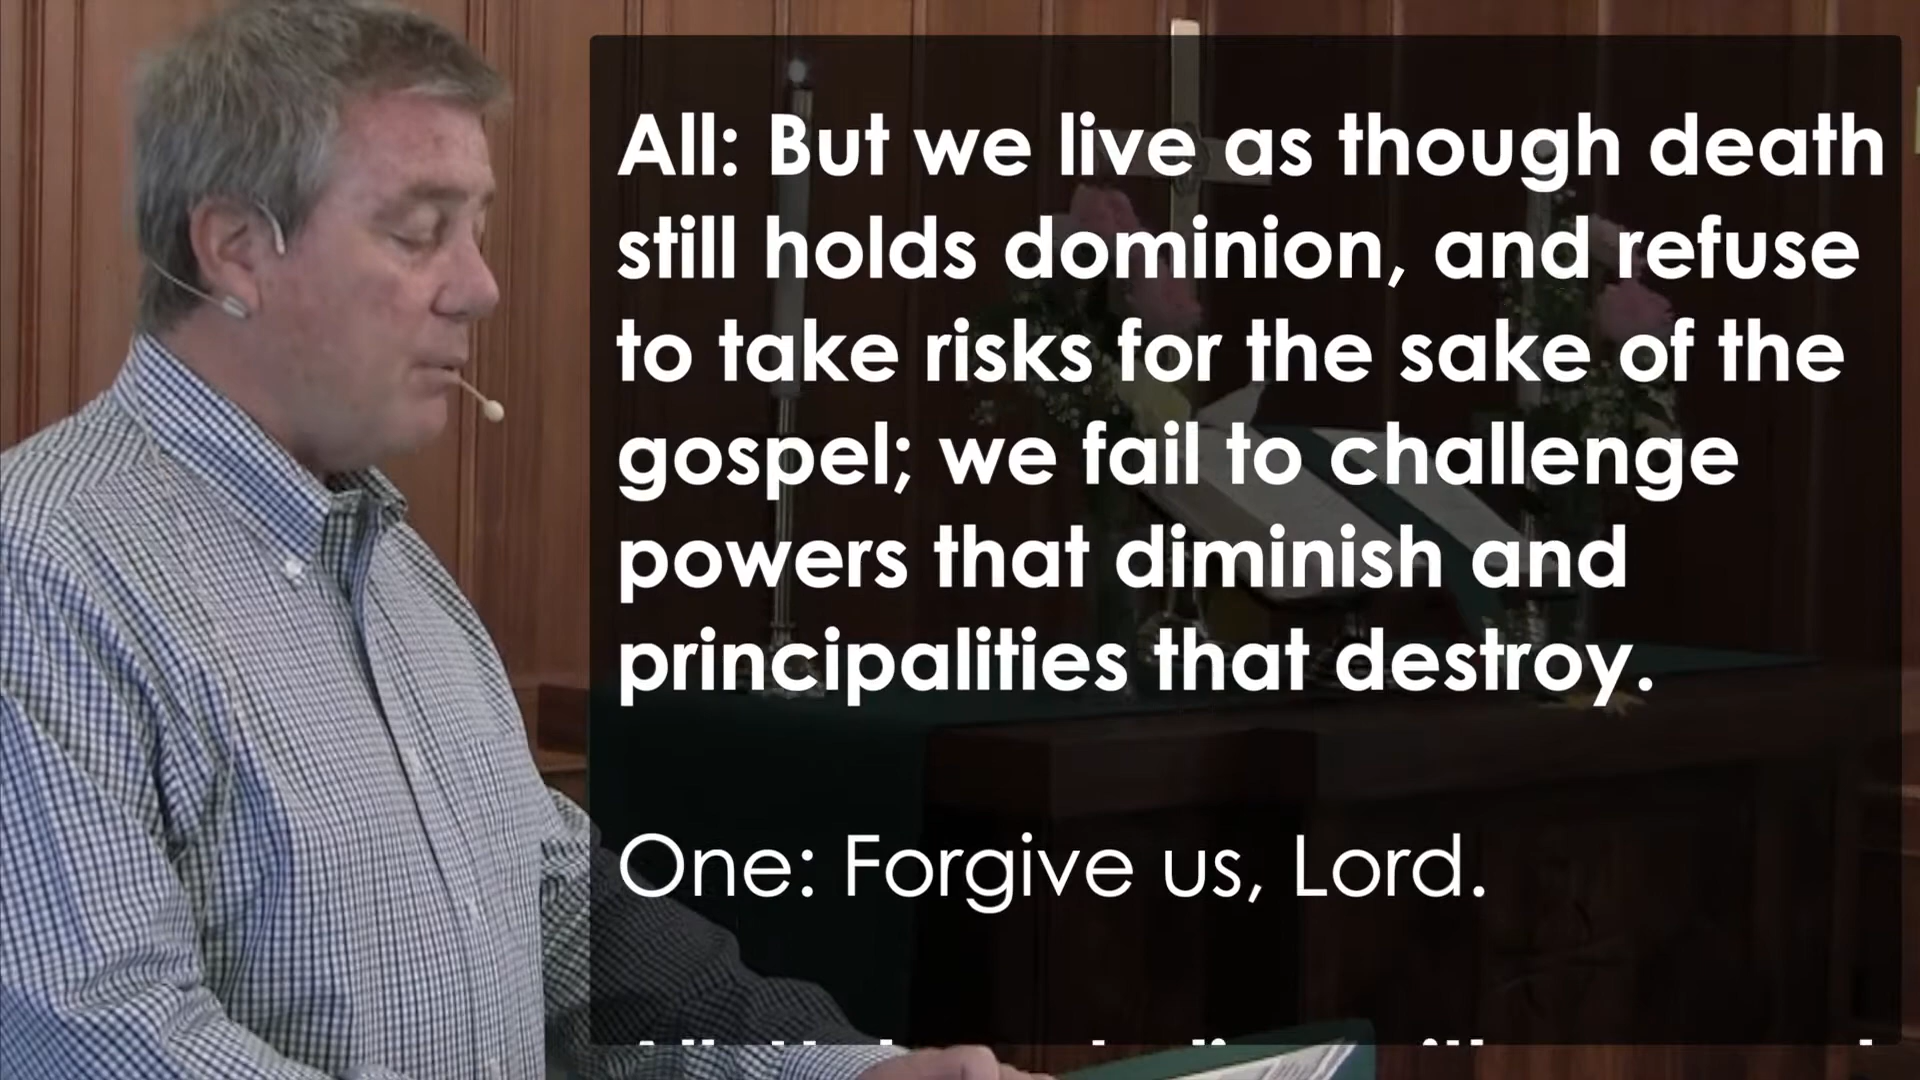 All: But we live as though death
still holds dominion, and refuse
to take risks for the sake of the
gospel; we fail to challenge
powers that diminish and
principalities that destroy.
One: Forgive us, Lord.